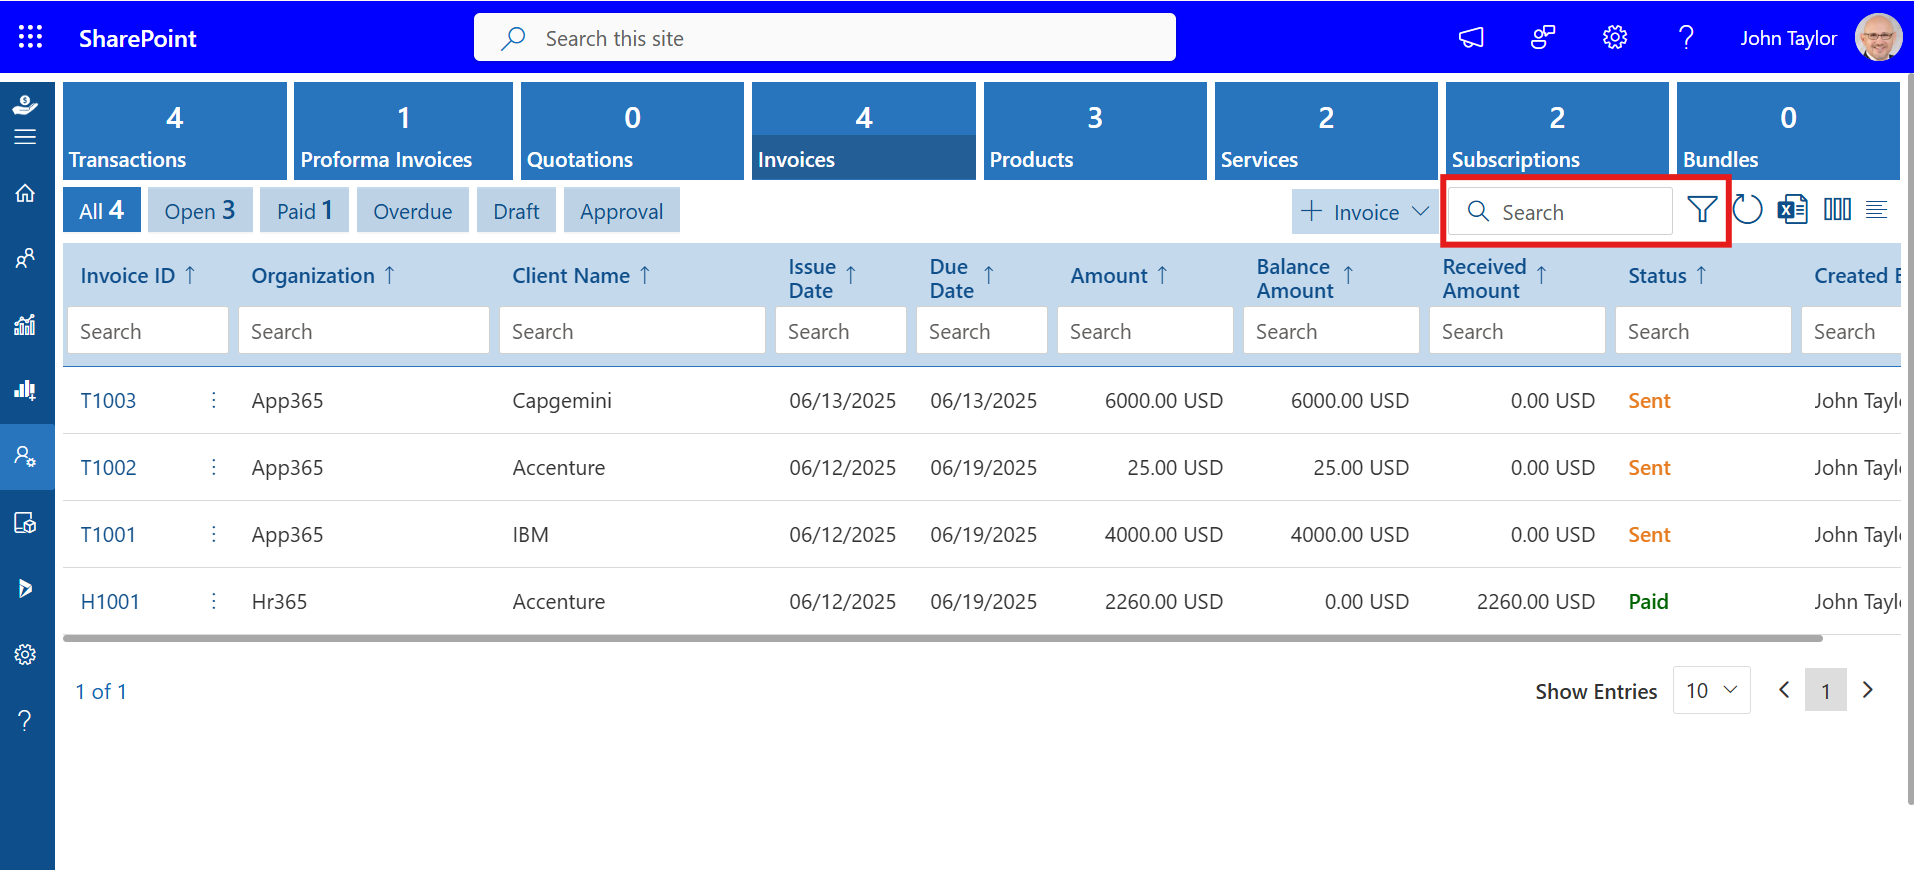 SharePoint
Search this site
John Taylor
4
Transactions
1
Proforma Invoices
0
Quotations
4
Invoices
3
Products
2
Services
2
Subscriptions
0
Bundles
All 4
Open 3
Paid 1
Overdue
Draft
Approval
Invoice
Search
Invoice ID ↑ Organization ↑ Client Name ↑ Issue Date ↑ Due Date ↑ Amount ↑ Balance Amount ↑ Received Amount ↑ Status ↑ Created
Search Search Search Search Search Search Search Search Search Search
T1003 App365 Capgemini 06/13/2025 06/13/2025 6000.00 USD 6000.00 USD 0.00 USD Sent John Tayl
T1002 App365 Accenture 06/12/2025 06/19/2025 25.00 USD 25.00 USD 0.00 USD Sent John Tayl
T1001 App365 IBM 06/12/2025 06/19/2025 4000.00 USD 4000.00 USD 0.00 USD Sent John Tayl
H1001 Hr365 Accenture 06/12/2025 06/19/2025 2260.00 USD 0.00 USD 2260.00 USD Paid John Tayl
1 of 1
Show Entries 10 1